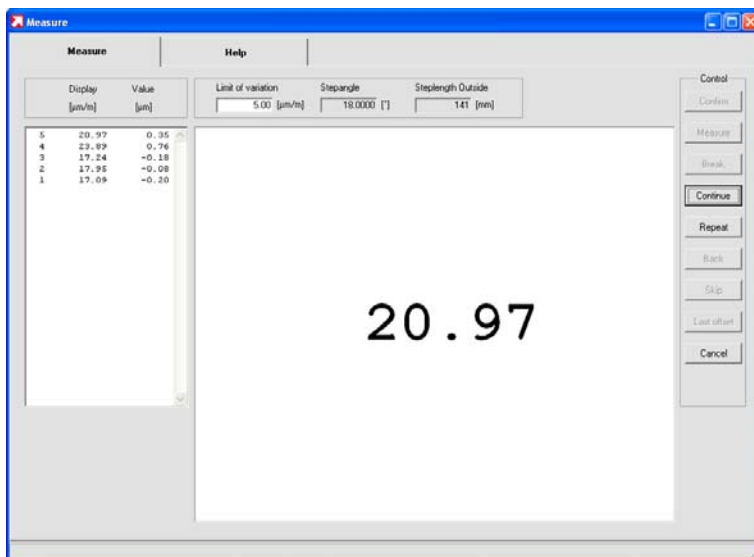 Measure
Measure Help
Display Value
[µm/m] [µm]
Limit of variation Stepangle Steplength Outside
5.00 [µm/m] 18.0000 [°] 141 [mm]
5 20.97 0.35
4 23.89 0.76
3 17.24 -0.18
2 17.95 -0.08
1 17.09 -0.20
20.97
Control
Confirm
Measure
Break
Continue
Repeat
Back
Skip
Last offset
Cancel